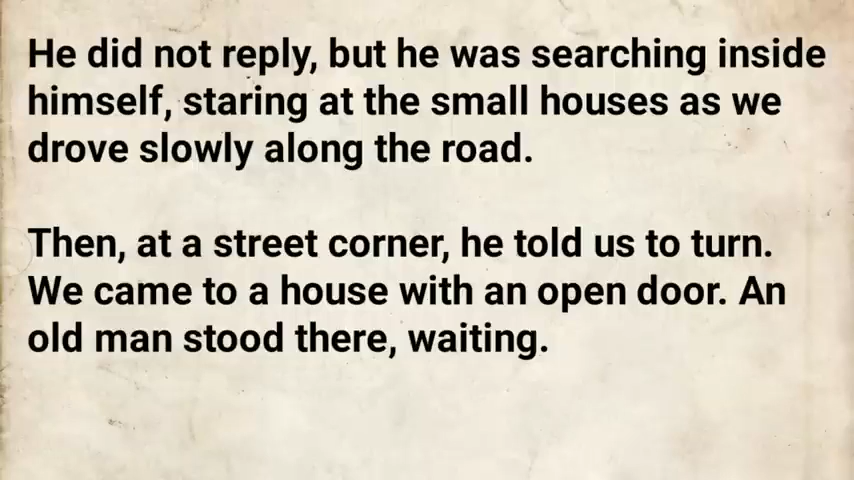 He did not reply, but he was searching inside
himself, staring at the small houses as we
drove slowly along the road.
Then, at a street corner, he told us to turn.
We came to a house with an open door. An
old man stood there, waiting.